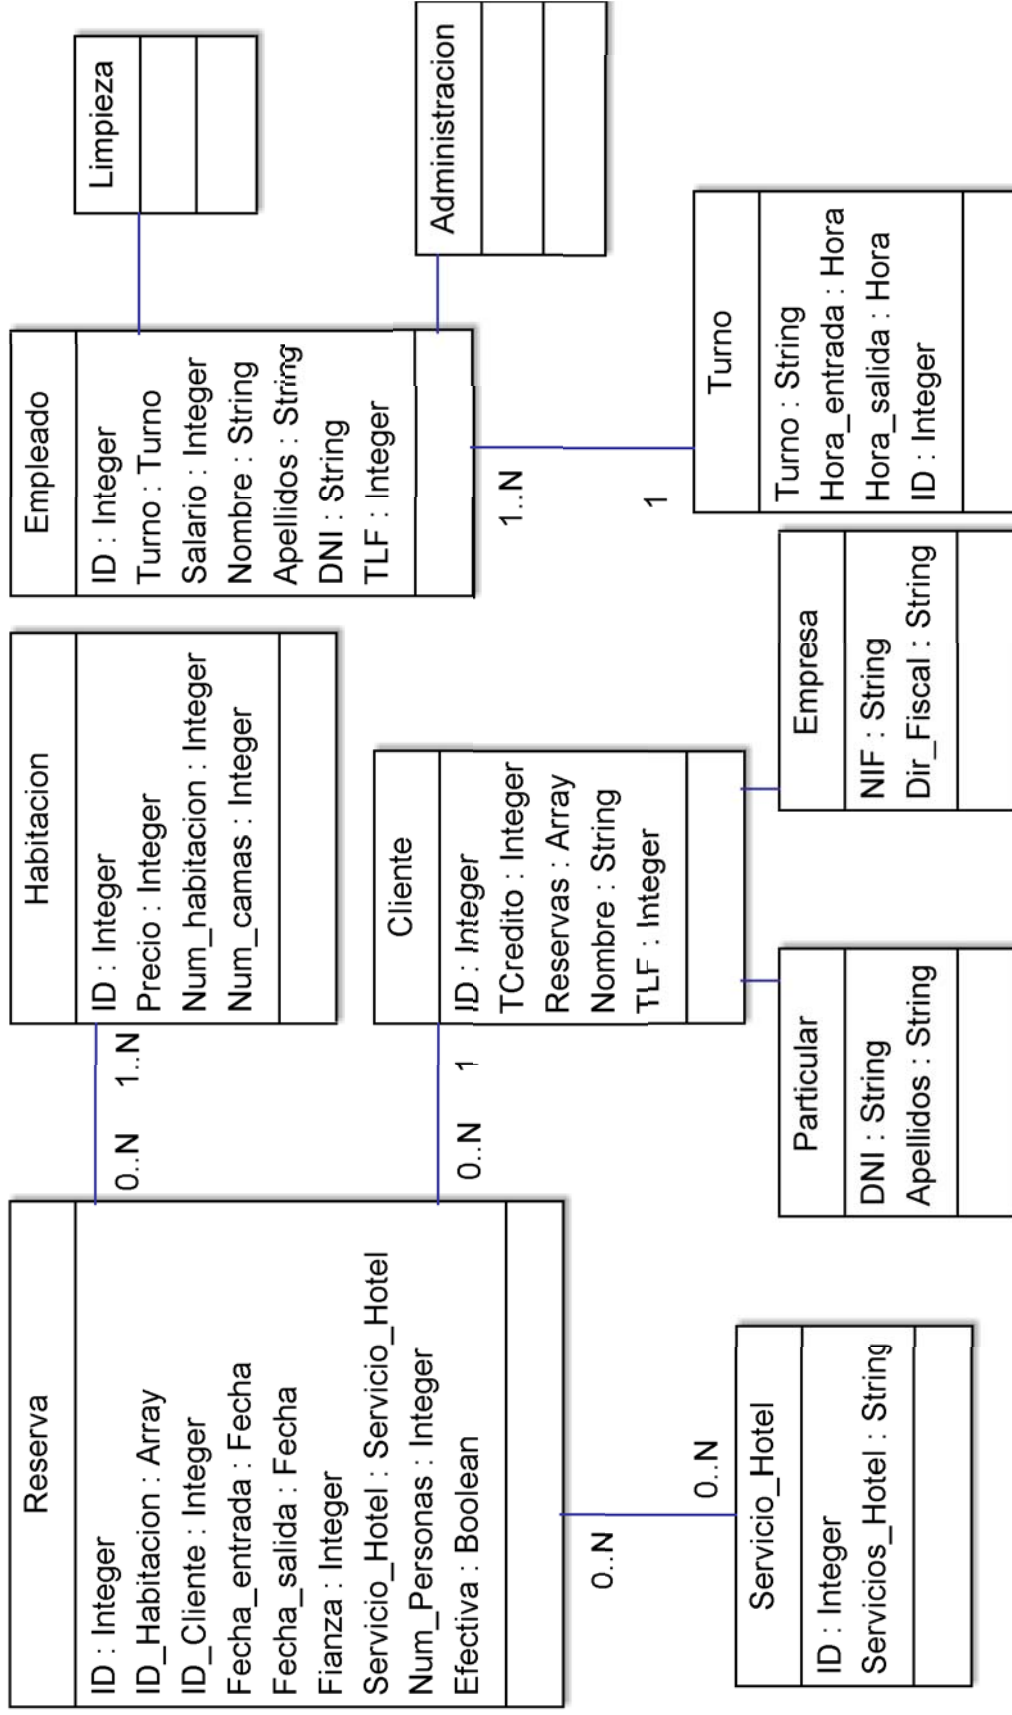 Reserva
ID : Integer
ID_Habitacion : Array
ID_Cliente : Integer
Fecha_entrada : Fecha
Fecha_salida : Fecha
Fianza : Integer
Servicio_Hotel : Servicio_Hotel
Num_Personas : Integer
Efectiva : Boolean
0..N
1..N
Habitacion
ID : Integer
Precio : Integer
Num_habitacion : Integer
Num_camas : Integer
Empleado
ID : Integer
Turno : Turno
Salario : Integer
Nombre : String
Apellidos : String
DNI : String
TLF : Integer
Limpieza
Administracion
0..N
1
Cliente
ID : Integer
TCredito : Integer
Reservas : Array
Nombre : String
TLF : Integer
1..N
1
0..N
0..N
Servicio_Hotel
ID : Integer
Servicios_Hotel : String
Particular
DNI : String
Apellidos : String
Empresa
NIF : String
Dir_Fiscal : String
Turno
Turno : String
Hora_entrada : Hora
Hora_salida : Hora
ID : Integer